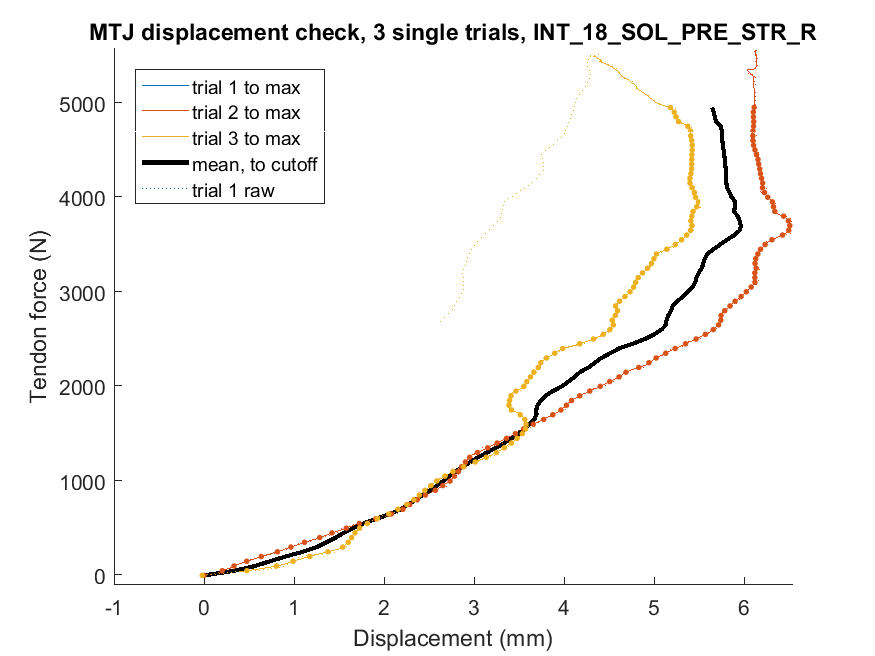 MTJ displacement check, 3 single trials, INT_18_SOL_PRE_STR_R
trial 1 to max
trial 2 to max
trial 3 to max
mean, to cutoff
trial 1 raw
5000
4000
3000
2000
1000
0
Tendon force (N)
-1 0 1 2 3 4 5 6
Displacement (mm)